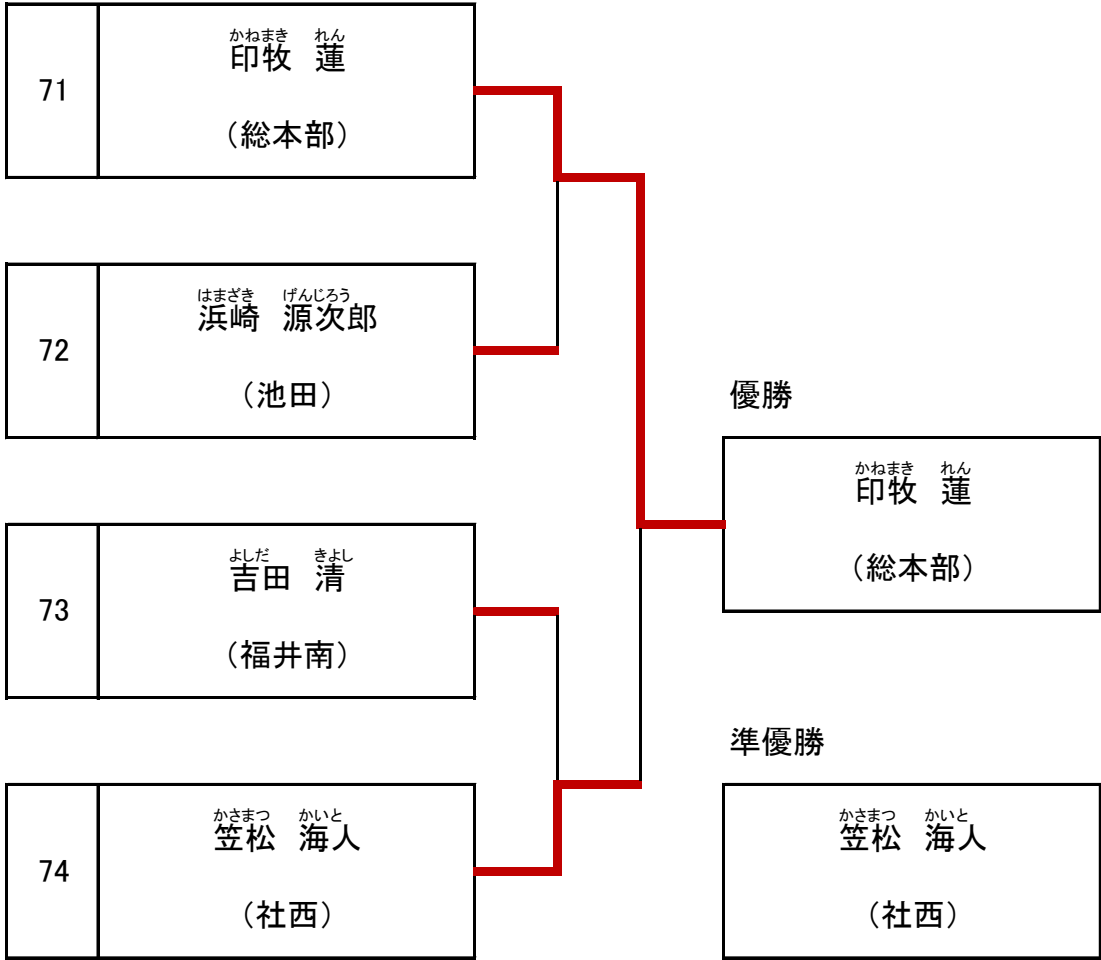 かねまき れん
71 印牧 蓮
（総本部）
はまざき げんじろう
72 浜崎 源次郎
（池田）
よしだ きよし
73 吉田 清
（福井南）
かさまつ かいと
74 笠松 海人
（社西）
優勝
かねまき れん
印牧 蓮
（総本部）
準優勝
かさまつ かいと
笠松 海人
（社西）